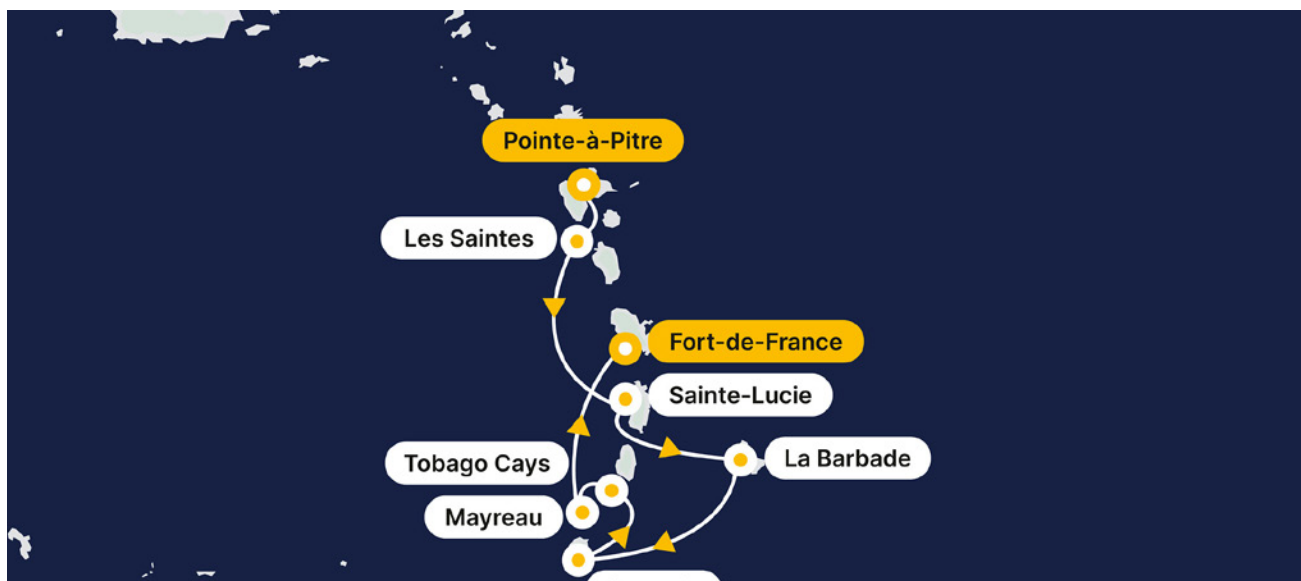 Pointe-à-Pitre
Les Saintes
Fort-de-France
Sainte-Lucie
La Barbade
Tobago Cays
Mayreau